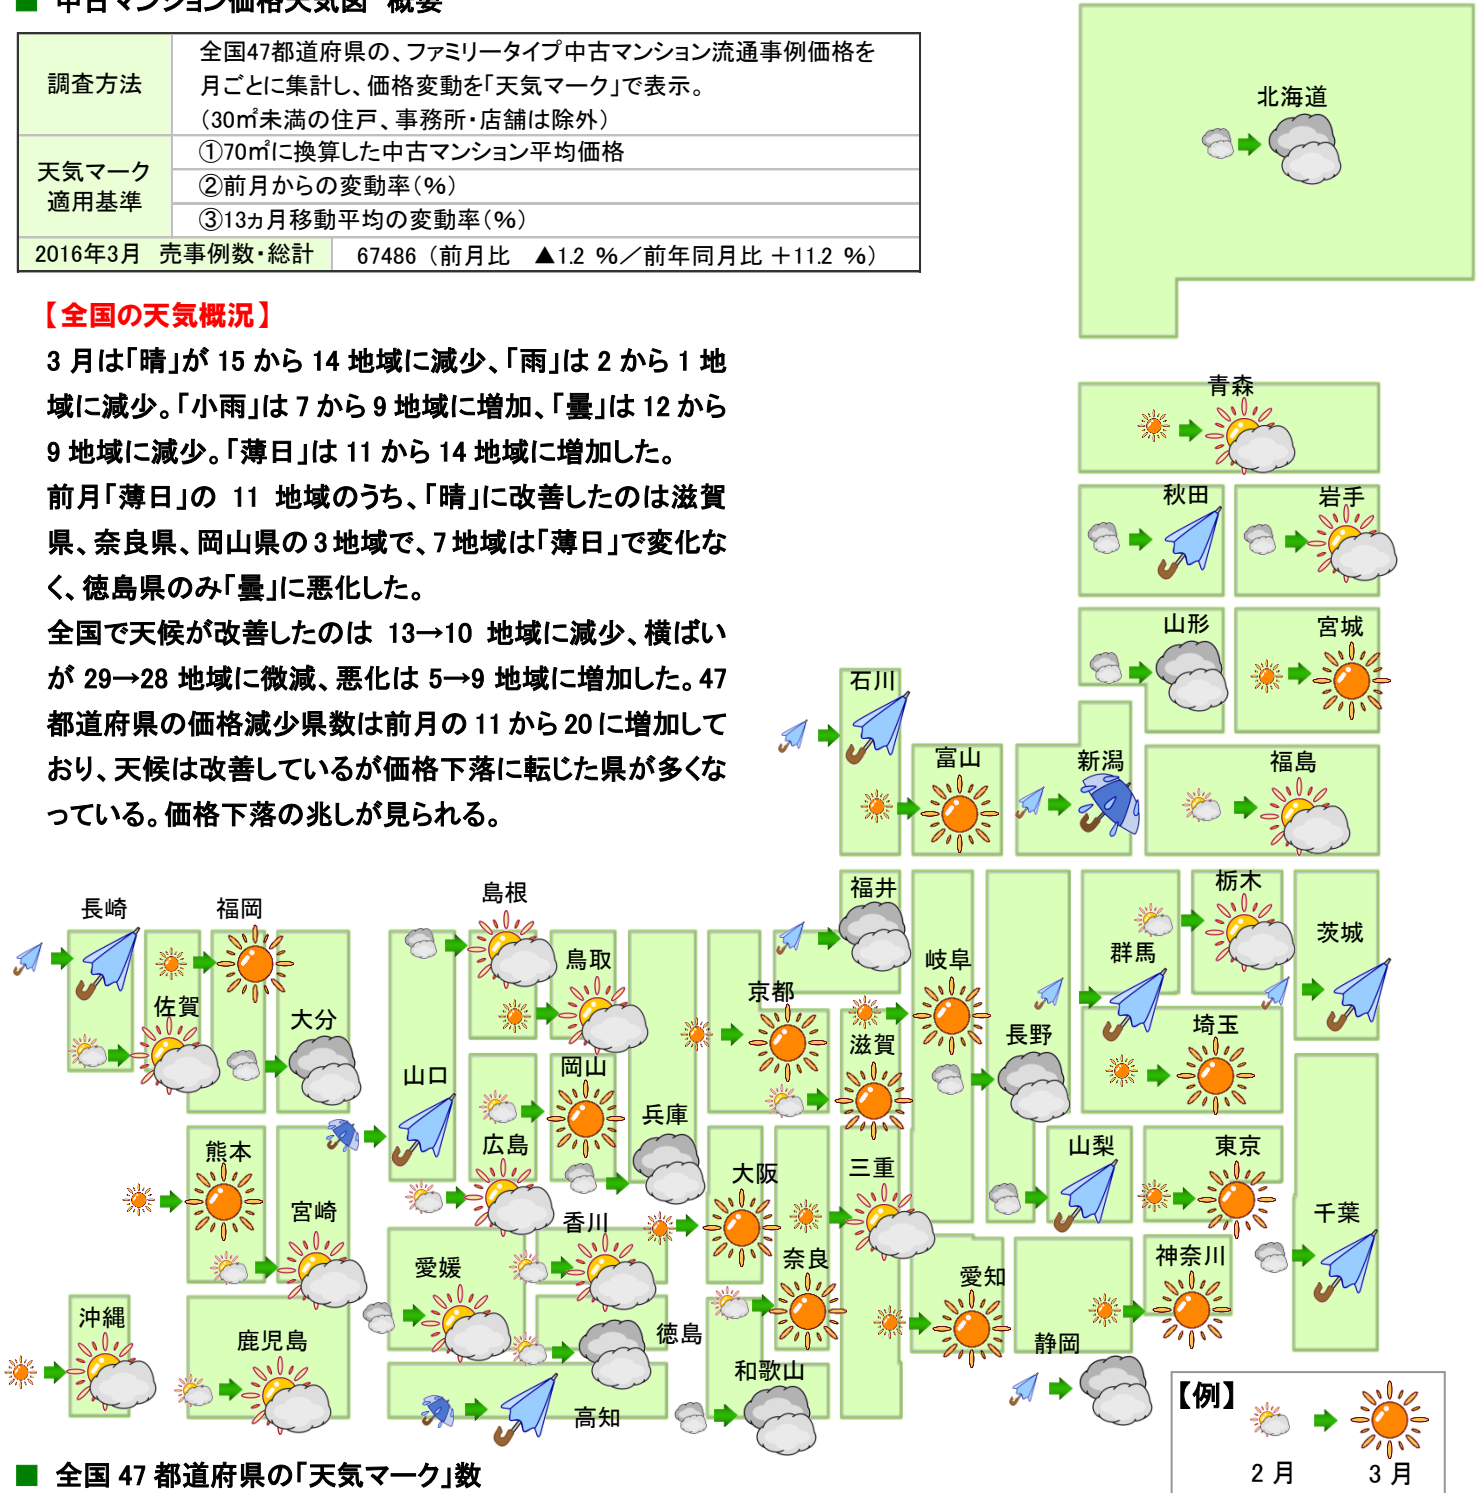 ■ 中古マンション価格天気図 概要
調査方法
全国47都道府県の、ファミリータイプ中古マンション流通事例価格を
月ごとに集計し、価格変動を「天気マーク」で表示。
（30㎡未満の住戸、事務所・店舗は除外）
天気マーク
適用基準
①70㎡に換算した中古マンション平均価格
②前月からの変動率（％）
③13ヵ月移動平均の変動率（％）
2016年3月 売事例数・総計
67486（前月比 ▲1.2 ％／前年同月比 ＋11.2 ％）
【全国の天気概況】
3 月は「晴」が 15 から 14 地域に減少、「雨」は 2 から 1 地
域に減少。「小雨」は 7 から 9 地域に増加、「曇」は 12 から
9 地域に減少。「薄日」は 11 から 14 地域に増加した。
前月「薄日」の 11 地域のうち、「晴」に改善したのは滋賀
県、奈良県、岡山県の 3 地域で、7 地域は「薄日」で変化な
く、徳島県のみ「曇」に悪化した。
全国で天候が改善したのは 13→10 地域に減少、横ばい
が 29→28 地域に微減、悪化は 5→9 地域に増加した。47
都道府県の価格減少県数は前月の 11 から 20 に増加して
おり、天候は改善しているが価格下落に転じた県が多くな
っている。価格下落の兆しが見られる。
北海道
青森
秋田
岩手
山形
宮城
石川
富山
新潟
福島
長崎
福岡
島根
福井
栃木
茨城
佐賀
大分
鳥取
京都
岐阜
群馬
山口
岡山
滋賀
長野
埼玉
兵庫
熊本
広島
大阪
三重
山梨
東京
宮崎
香川
千葉
愛媛
奈良
愛知
神奈川
沖縄
鹿児島
徳島
静岡
和歌山
高知
【例】
2 月
3 月
■ 全国 47 都道府県の「天気マーク」数